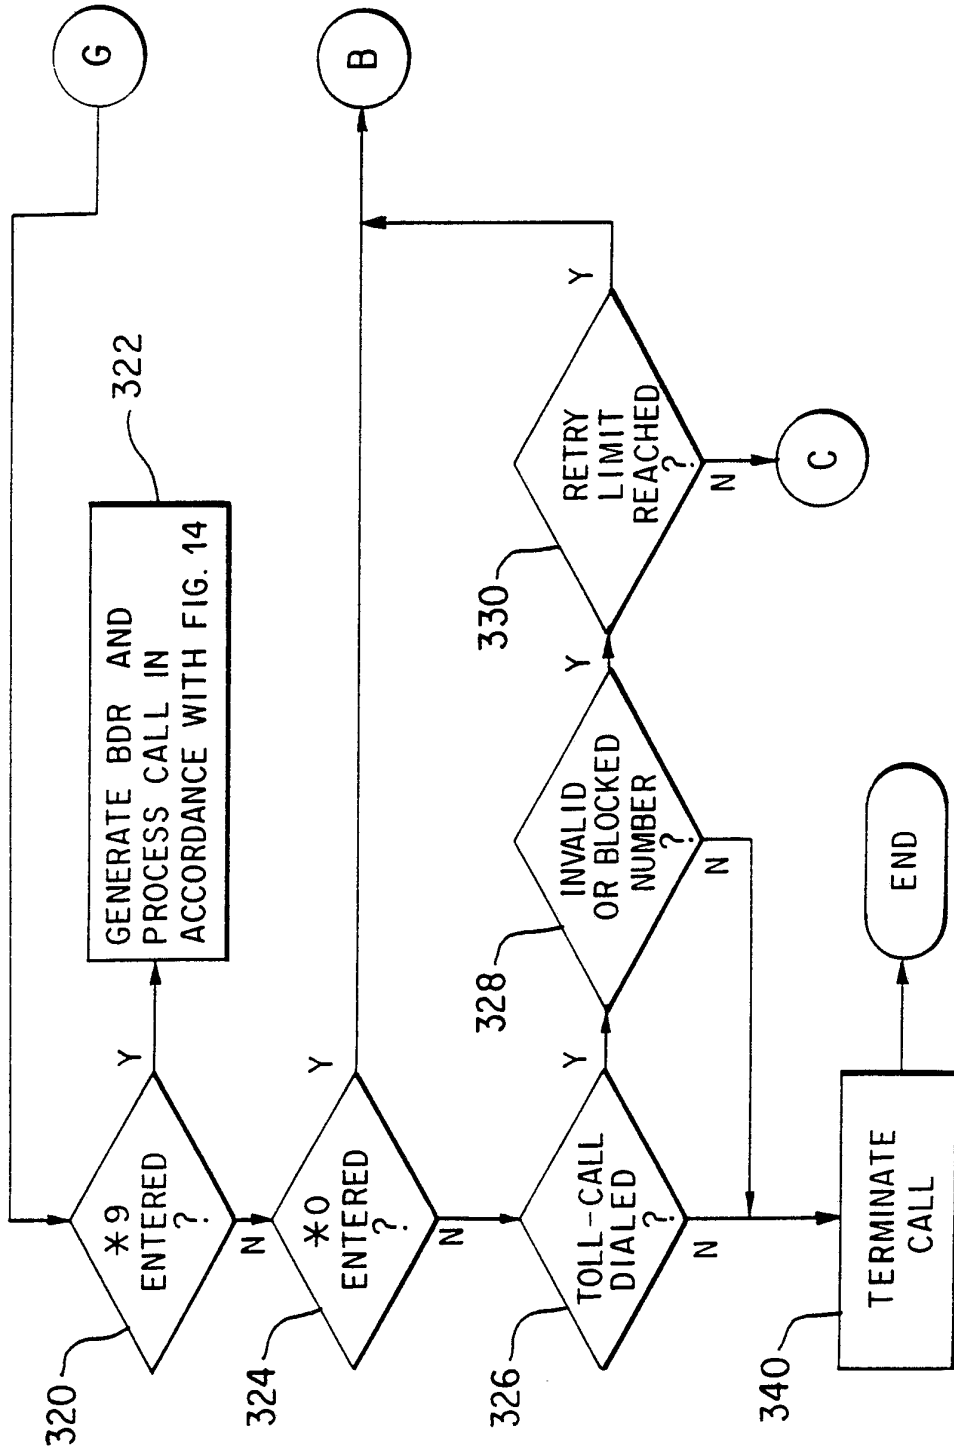 G
320
*9
ENTERED
?
Y
N
GENERATE BDR AND
PROCESS CALL IN
ACCORDANCE WITH FIG. 14
322
324
*0
ENTERED
?
Y
N
B
326
TOLL-CALL
DIALED
?
Y
N
328
INVALID
OR BLOCKED
NUMBER
?
Y
N
330
RETRY
LIMIT
REACHED
?
Y
N
C
340
TERMINATE
CALL
END